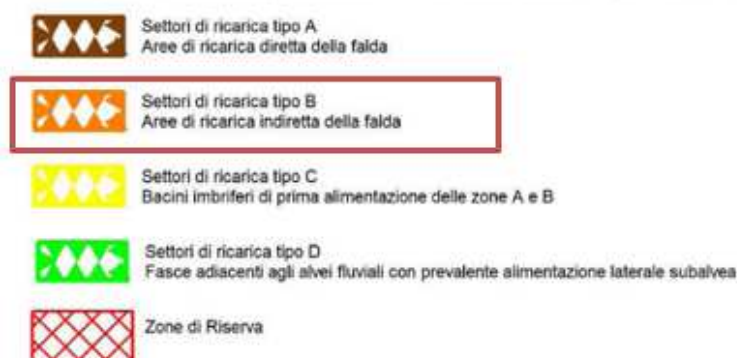 Settori di ricarica tipo A
Aree di ricarica diretta della falda
Settori di ricarica tipo B
Aree di ricarica indiretta della falda
Settori di ricarica tipo C
Bacini imbriferi di prima alimentazione delle zone A e B
Settori di ricarica tipo D
Fasce adiacenti agli alvei fluviali con prevalente alimentazione laterale subalvea
Zone di Riserva